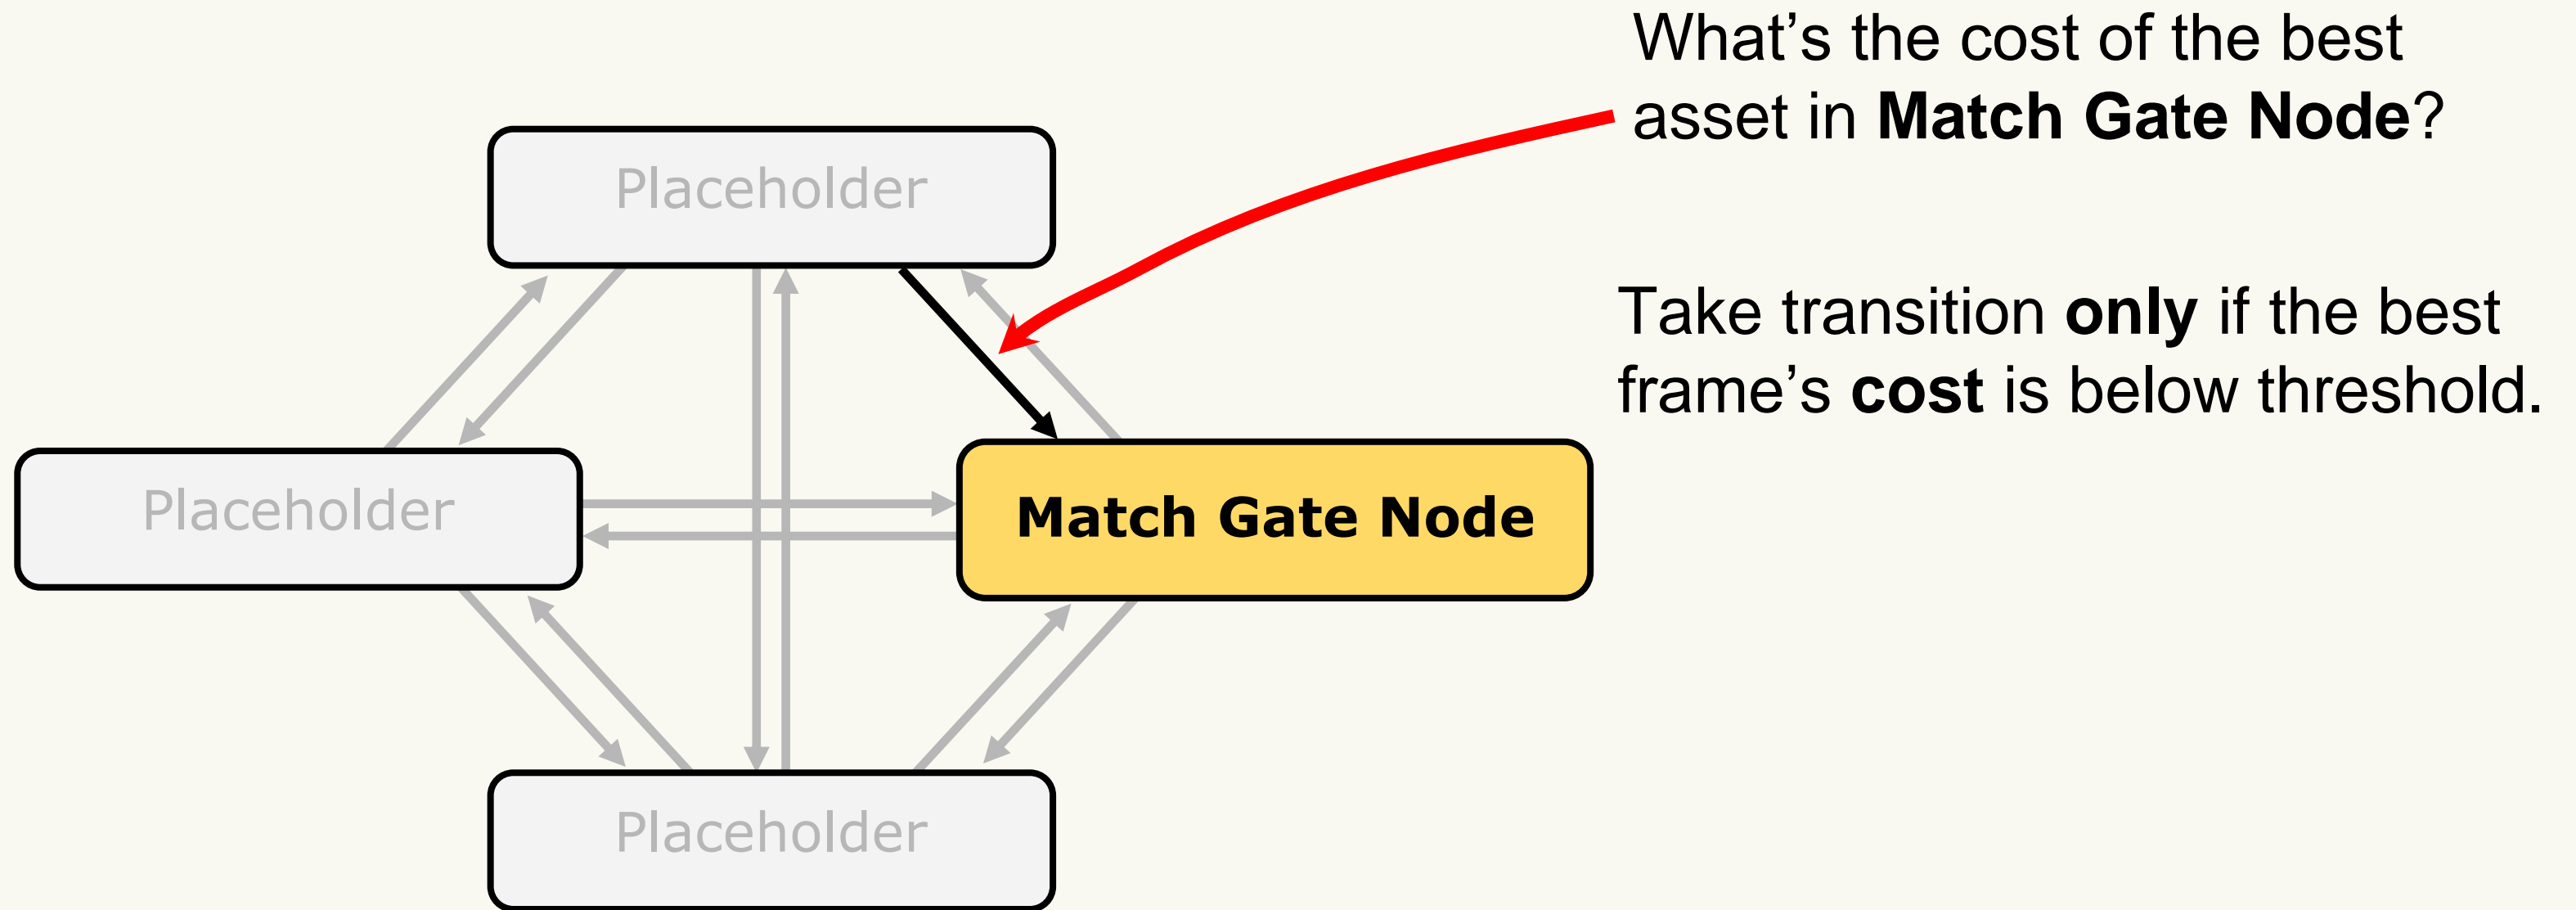 What’s the cost of the best
asset in Match Gate Node?
Placeholder
Take transition only if the best
frame’s cost is below threshold.
Placeholder
Match Gate Node
Placeholder